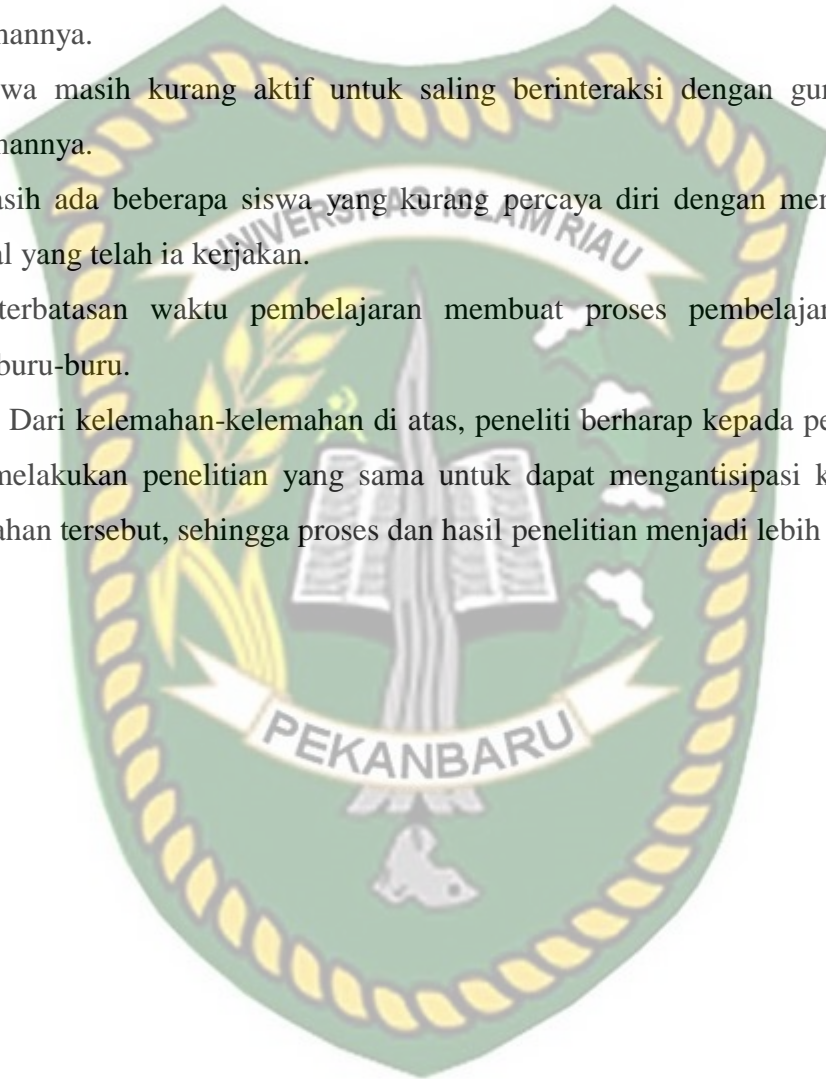 nannya.
wa masih kurang aktif untuk saling berinteraksi dengan gur
nannya.
asih ada beberapa siswa yang kurang percaya diri dengan men
UNIVERSITAS ISLAM RIAU
al yang telah ia kerjakan.
terbatasan waktu pembelajaran membuat proses pembelajar
buru-buru.
Dari kelemahan-kelemahan di atas, peneliti berharap kepada pe
melakukan penelitian yang sama untuk dapat mengantisipasi k
ahan tersebut, sehingga proses dan hasil penelitian menjadi lebih
PEKANBARU